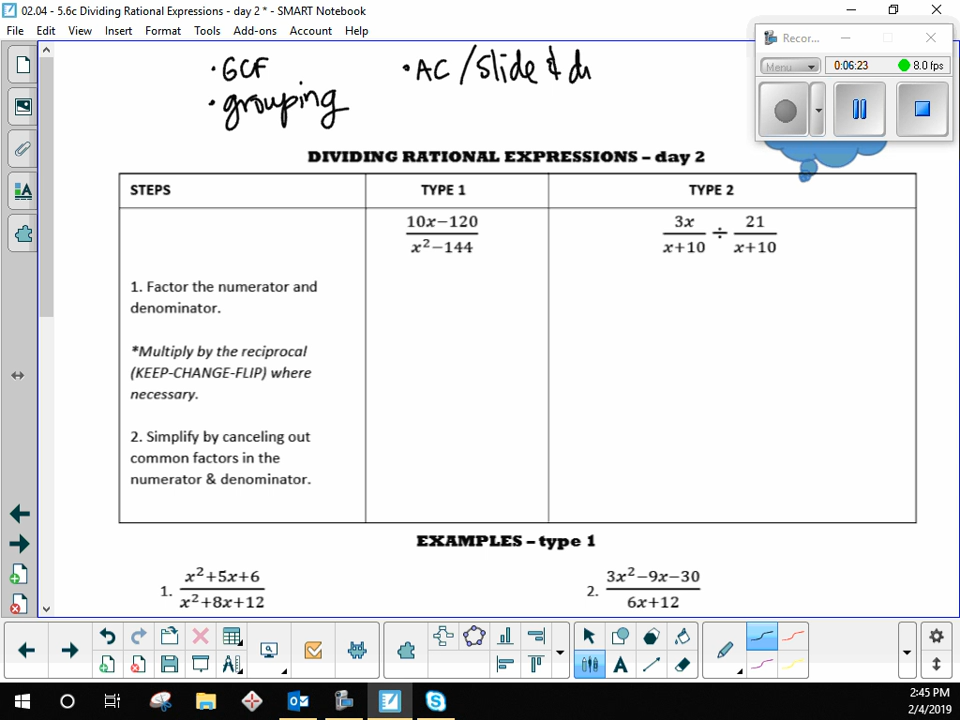 02.04 - 5.6c Dividing Rational Expressions - day 2 * - SMART Notebook
File Edit View Insert Format Tools Add-ons Account Help
Recor...
Menu
0:06:23
8.0 fps
· GCF
· AC / slide & di
· grouping
DIVIDING RATIONAL EXPRESSIONS – day 2
STEPS
TYPE 1
TYPE 2
10x−120
x²−144
3x
x+10
÷
21
x+10
1. Factor the numerator and
denominator.
*Multiply by the reciprocal
(KEEP-CHANGE-FLIP) where
necessary.
2. Simplify by canceling out
common factors in the
numerator & denominator.
EXAMPLES – type 1
1.
x²+5x+6
x²+8x+12
2.
3x²−9x−30
6x+12
2:45 PM
2/4/2019